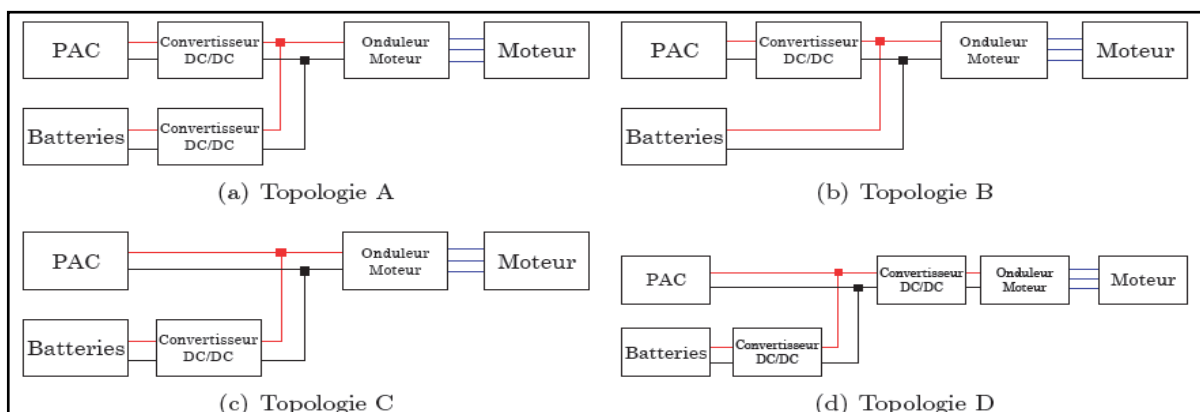 PAC
Convertisseur
DC/DC
Onduleur
Moteur
Moteur
Batteries
Convertisseur
DC/DC
(a) Topologie A
PAC
Convertisseur
DC/DC
Onduleur
Moteur
Moteur
Batteries
(b) Topologie B
PAC
Onduleur
Moteur
Moteur
Batteries
Convertisseur
DC/DC
(c) Topologie C
PAC
Convertisseur
DC/DC
Onduleur
Moteur
Moteur
Batteries
Convertisseur
DC/DC
(d) Topologie D